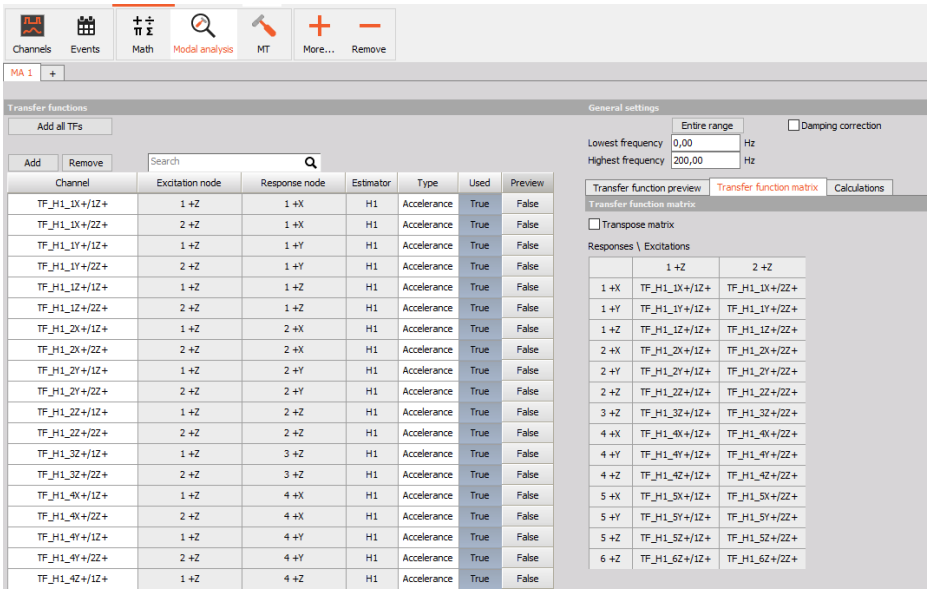 Channels Events Math Modal analysis MT More... Remove
MA 1 +
Transfer functions
Add all TFs
Add Remove Search
Channel Excitation node Response node Estimator Type Used Preview
TF_H1_1X+/1Z+ 1 +Z 1 +X H1 Accelerance True False
TF_H1_1X+/2Z+ 2 +Z 1 +X H1 Accelerance True False
TF_H1_1Y+/1Z+ 1 +Z 1 +Y H1 Accelerance True False
TF_H1_1Y+/2Z+ 2 +Z 1 +Y H1 Accelerance True False
TF_H1_1Z+/1Z+ 1 +Z 1 +Z H1 Accelerance True False
TF_H1_1Z+/2Z+ 2 +Z 1 +Z H1 Accelerance True False
TF_H1_2X+/1Z+ 1 +Z 2 +X H1 Accelerance True False
TF_H1_2X+/2Z+ 2 +Z 2 +X H1 Accelerance True False
TF_H1_2Y+/1Z+ 1 +Z 2 +Y H1 Accelerance True False
TF_H1_2Y+/2Z+ 2 +Z 2 +Y H1 Accelerance True False
TF_H1_2Z+/1Z+ 1 +Z 2 +Z H1 Accelerance True False
TF_H1_2Z+/2Z+ 2 +Z 2 +Z H1 Accelerance True False
TF_H1_3Z+/1Z+ 1 +Z 3 +Z H1 Accelerance True False
TF_H1_3Z+/2Z+ 2 +Z 3 +Z H1 Accelerance True False
TF_H1_4X+/1Z+ 1 +Z 4 +X H1 Accelerance True False
TF_H1_4X+/2Z+ 2 +Z 4 +X H1 Accelerance True False
TF_H1_4Y+/1Z+ 1 +Z 4 +Y H1 Accelerance True False
TF_H1_4Y+/2Z+ 2 +Z 4 +Y H1 Accelerance True False
TF_H1_4Z+/1Z+ 1 +Z 4 +Z H1 Accelerance True False
General settings
Entire range Damping correction
Lowest frequency 0,00 Hz
Highest frequency 200,00 Hz
Transfer function preview Transfer function matrix Calculations
Transfer function matrix
Transpose matrix
Responses \ Excitations
1 +Z 2 +Z
1 +X TF_H1_1X+/1Z+ TF_H1_1X+/2Z+
1 +Y TF_H1_1Y+/1Z+ TF_H1_1Y+/2Z+
1 +Z TF_H1_1Z+/1Z+ TF_H1_1Z+/2Z+
2 +X TF_H1_2X+/1Z+ TF_H1_2X+/2Z+
2 +Y TF_H1_2Y+/1Z+ TF_H1_2Y+/2Z+
2 +Z TF_H1_2Z+/1Z+ TF_H1_2Z+/2Z+
3 +Z TF_H1_3Z+/1Z+ TF_H1_3Z+/2Z+
4 +X TF_H1_4X+/1Z+ TF_H1_4X+/2Z+
4 +Y TF_H1_4Y+/1Z+ TF_H1_4Y+/2Z+
4 +Z TF_H1_4Z+/1Z+ TF_H1_4Z+/2Z+
5 +X TF_H1_5X+/1Z+ TF_H1_5X+/2Z+
5 +Y TF_H1_5Y+/1Z+ TF_H1_5Y+/2Z+
5 +Z TF_H1_5Z+/1Z+ TF_H1_5Z+/2Z+
6 +Z TF_H1_6Z+/1Z+ TF_H1_6Z+/2Z+